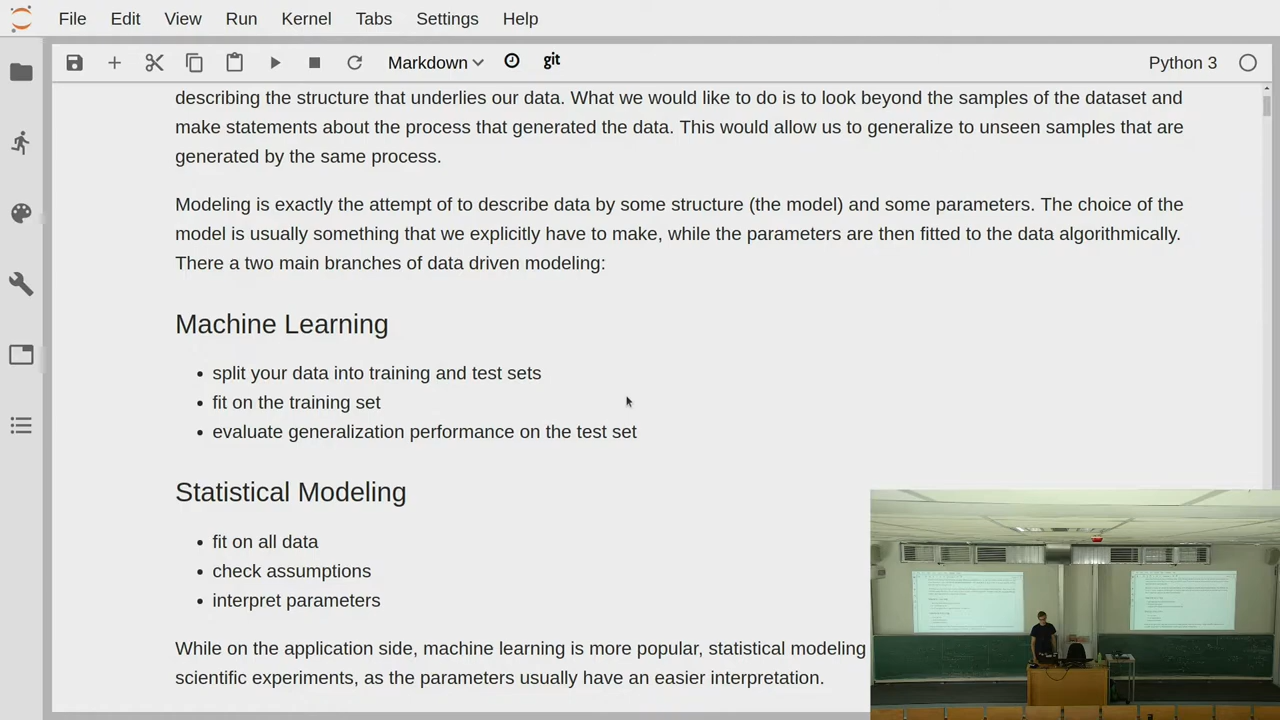 File Edit View Run Kernel Tabs Settings Help
Markdown git Python 3
describing the structure that underlies our data. What we would like to do is to look beyond the samples of the dataset and
make statements about the process that generated the data. This would allow us to generalize to unseen samples that are
generated by the same process.
Modeling is exactly the attempt of to describe data by some structure (the model) and some parameters. The choice of the
model is usually something that we explicitly have to make, while the parameters are then fitted to the data algorithmically.
There a two main branches of data driven modeling:
Machine Learning
• split your data into training and test sets
• fit on the training set
• evaluate generalization performance on the test set
Statistical Modeling
• fit on all data
• check assumptions
• interpret parameters
While on the application side, machine learning is more popular, statistical modeling
scientific experiments, as the parameters usually have an easier interpretation.